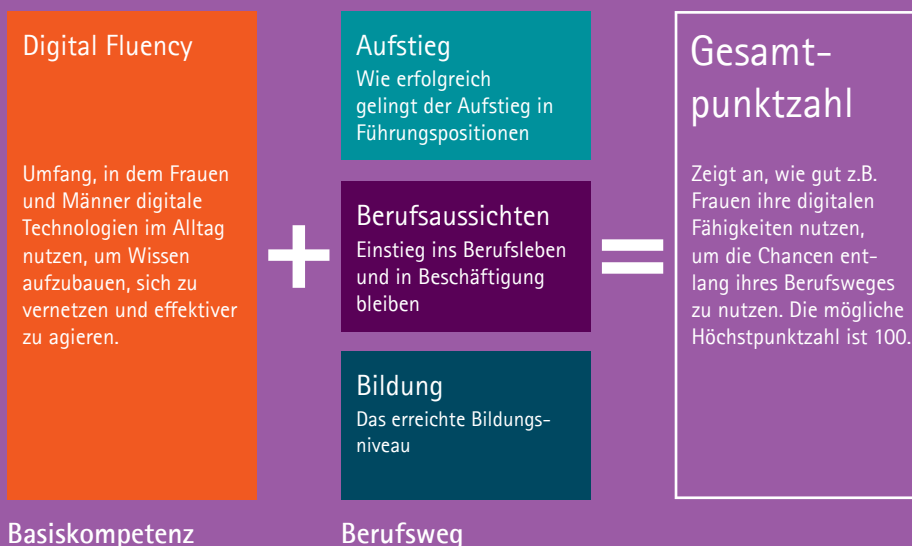 Digital Fluency
Umfang, in dem Frauen
und Männer digitale
Technologien im Alltag
nutzen, um Wissen
aufzubauen, sich zu
vernetzen und effektiver
zu agieren.
Basiskompetenz
+
Aufstieg
Wie erfolgreich
gelingt der Aufstieg in
Führungspositionen
Berufsaussichten
Einstieg ins Berufsleben
und in Beschäftigung
bleiben
Bildung
Das erreichte Bildungs-
niveau
Berufsweg
=
Gesamt-
punktzahl
Zeigt an, wie gut z.B.
Frauen ihre digitalen
Fähigkeiten nutzen,
um die Chancen ent-
lang ihres Berufsweges
zu nutzen. Die mögliche
Höchstpunktzahl ist 100.